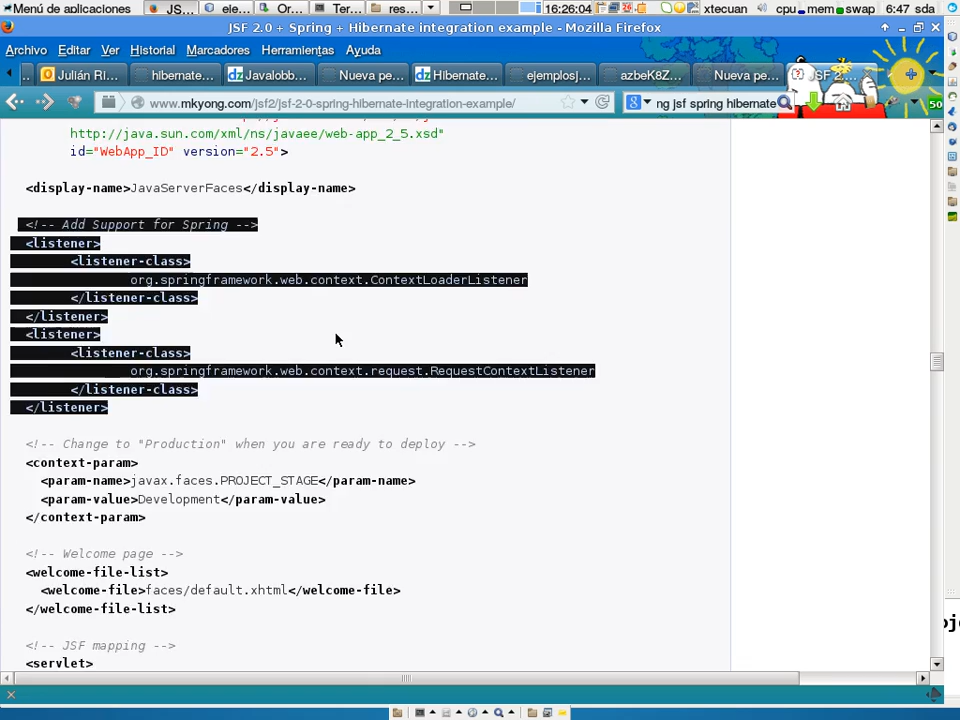 Menú de aplicaciones JS... ele... Or... Ter... res... 16:26:04 xtecuan cpu mem swap 6:47 sda
JSF 2.0 + Spring + Hibernate integration example - Mozilla Firefox
Archivo Editar Ver Historial Marcadores Herramientas Ayuda
Julián Ri... hibernate... Javalobb... Nueva pe... Hibernate... ejemplosj... azbeK8Z... Nueva pe... JSF 2...
www.mkyong.com/jsf2/jsf-2-0-spring-hibernate-integration-example/ ng jsf spring hibernate 50
http://java.sun.com/xml/ns/javaee/web-app_2_5.xsd"
id="WebApp_ID" version="2.5">
<display-name>JavaServerFaces</display-name>
<!-- Add Support for Spring -->
<listener>
<listener-class>
org.springframework.web.context.ContextLoaderListener
</listener-class>
</listener>
<listener>
<listener-class>
org.springframework.web.context.request.RequestContextListener
</listener-class>
</listener>
<!-- Change to "Production" when you are ready to deploy -->
<context-param>
<param-name>javax.faces.PROJECT_STAGE</param-name>
<param-value>Development</param-value>
</context-param>
<!-- Welcome page -->
<welcome-file-list>
<welcome-file>faces/default.xhtml</welcome-file>
</welcome-file-list>
<!-- JSF mapping -->
<servlet>